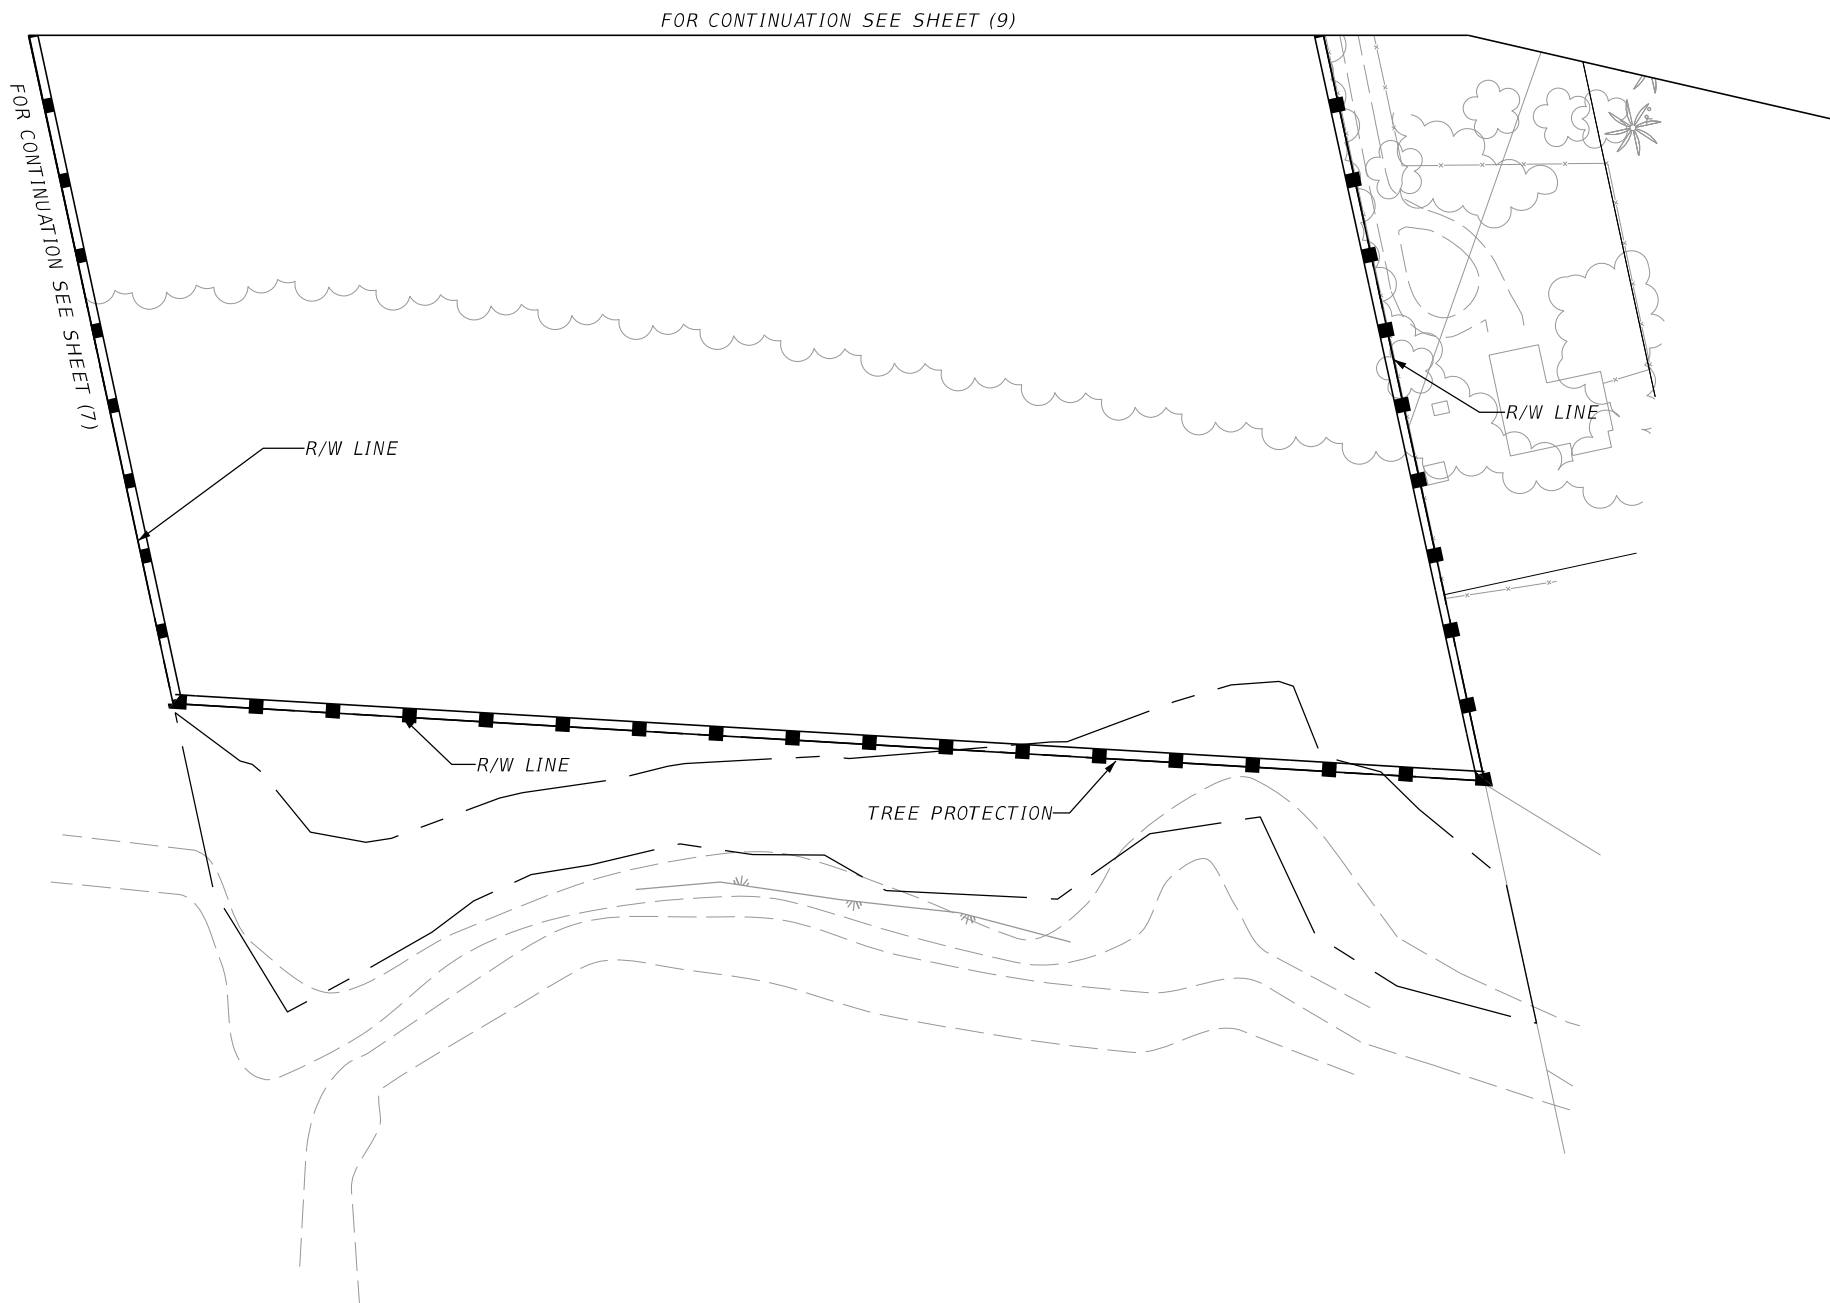 FOR CONTINUATION SEE SHEET (9)
FOR CONTINUATION SEE SHEET (7)
R/W LINE
R/W LINE
R/W LINE
TREE PROTECTION